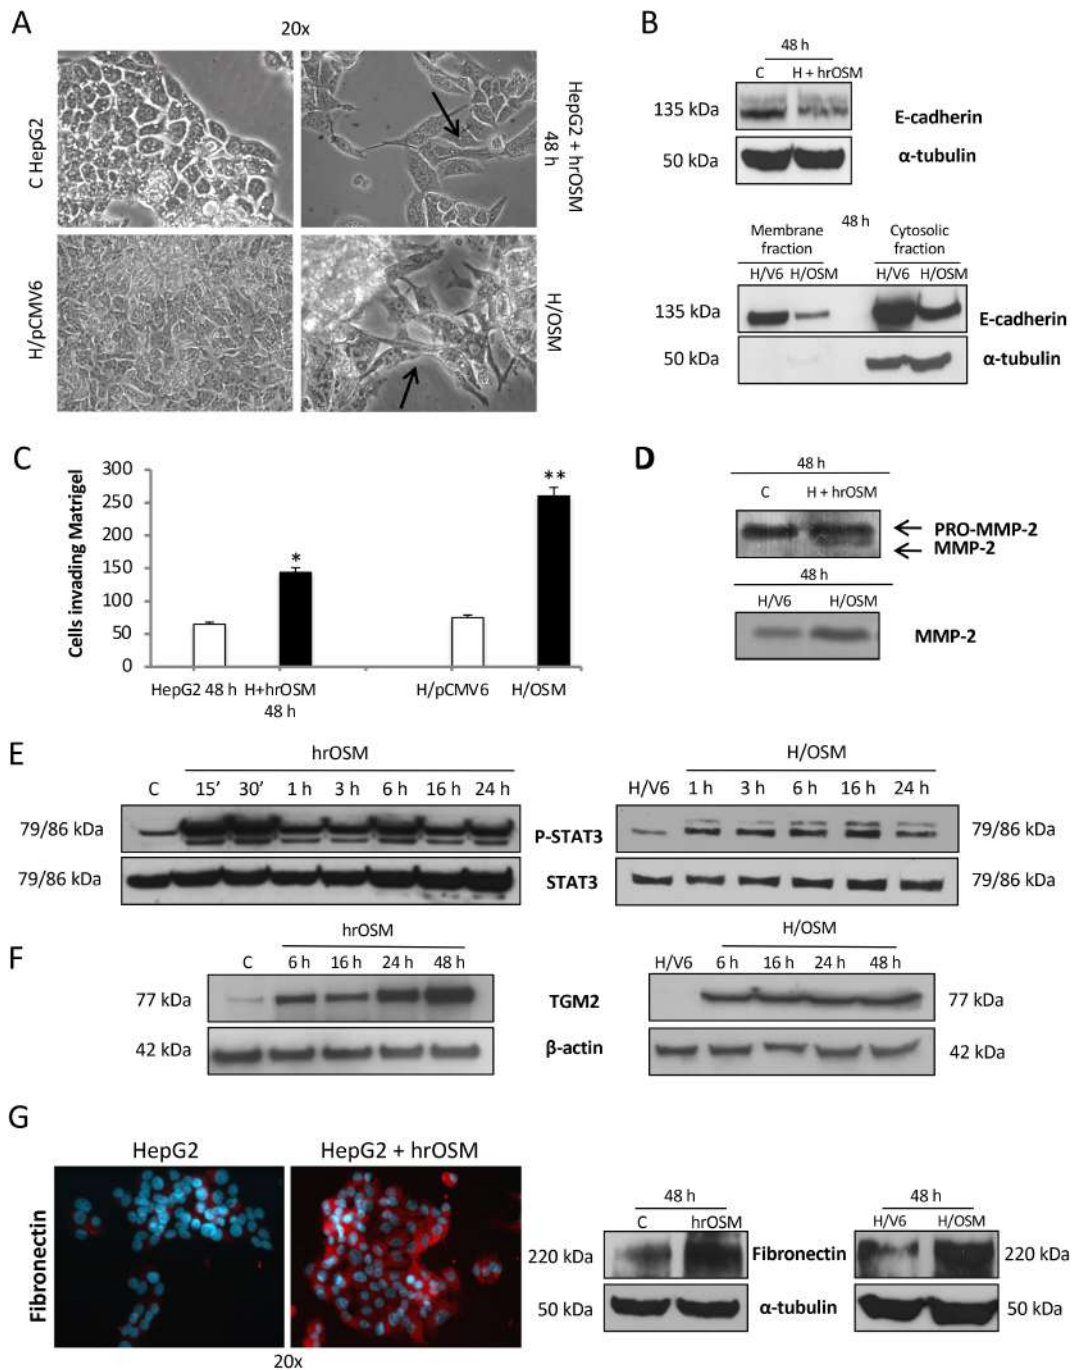 A
20x
C HepG2
HepG2 + hrOSM
48 h
H/pCMV6
H/OSM
B
48 h
C H + hrOSM
135 kDa E-cadherin
50 kDa α-tubulin
48 h
Membrane fraction
Cytosolic fraction
H/V6 H/OSM H/V6 H/OSM
135 kDa E-cadherin
50 kDa α-tubulin
C
Cells invading Matrigel
300
250
200
150
100
50
0
*
**
HepG2 48 h H+hrOSM 48 h H/pCMV6 H/OSM
D
48 h
C H + hrOSM
PRO-MMP-2
MMP-2
48 h
H/V6 H/OSM
MMP-2
E
hrOSM
C 15’ 30’ 1 h 3 h 6 h 16 h 24 h
H/OSM
H/V6 1 h 3 h 6 h 16 h 24 h
79/86 kDa P-STAT3 79/86 kDa
79/86 kDa STAT3 79/86 kDa
F
hrOSM
C 6 h 16 h 24 h 48 h
H/OSM
H/V6 6 h 16 h 24 h 48 h
77 kDa TGM2 77 kDa
42 kDa β-actin 42 kDa
G
HepG2 HepG2 + hrOSM
Fibronectin
20x
48 h
C hrOSM
48 h
H/V6 H/OSM
220 kDa Fibronectin 220 kDa
50 kDa α-tubulin 50 kDa